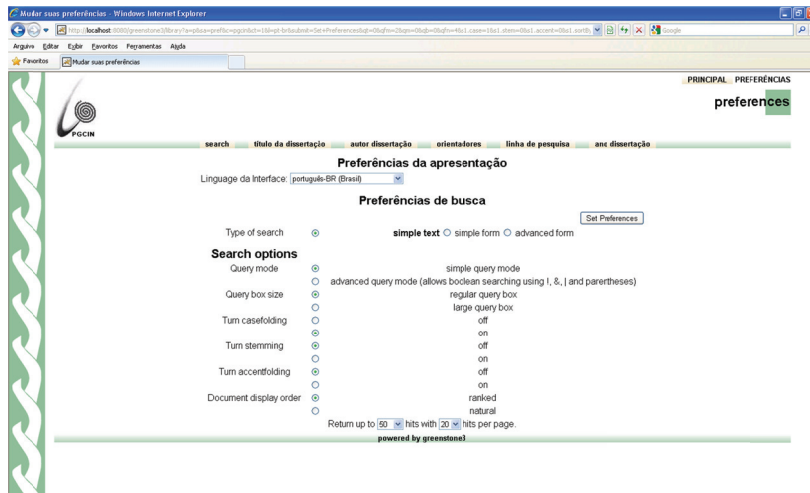 Mudar suas preferências - Windows Internet Explorer
Google
Arquivo Editar Exibir Favoritos Ferramentas Ajuda
Favoritos Mudar suas preferências
PRINCIPAL PREFERÊNCIAS
preferences
PGCIN
search título da dissertação autor dissertação orientadores linha de pesquisa ano dissertação
Preferências da apresentação
Linguage da Interface: português-BR (Brasil)
Preferências de busca
Set Preferences
Type of search simple text simple form advanced form
Search options
Query mode simple query mode
advanced query mode (allows boolean searching using !, &, | and parentheses)
Query box size regular query box
large query box
Turn casefolding off
on
Turn stemming off
on
Turn accentfolding off
on
Document display order ranked
natural
Return up to 50 hits with 20 hits per page.
powered by greenstone3